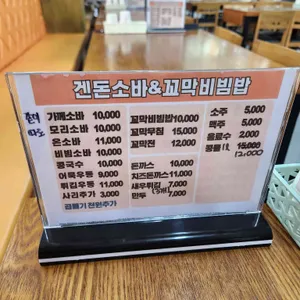 겐돈소바&꼬막비빔밥
가께소바 10,000
모리소바 10,000
온소바 11,000
비빔소바 10,000
콩국수 10,000
어묵우동 9,000
튀김우동 11,000
사리추가 3,000
곱빼기 천원추가
꼬막비빔밥 10,000
꼬막무침 15,000
꼬막전 12,000
돈까스 10,000
치즈돈까스 11,000
새우튀김 7,000
만두 7,000
소주 5,000
맥주 5,000
음료수 2,000
15,000
12,000